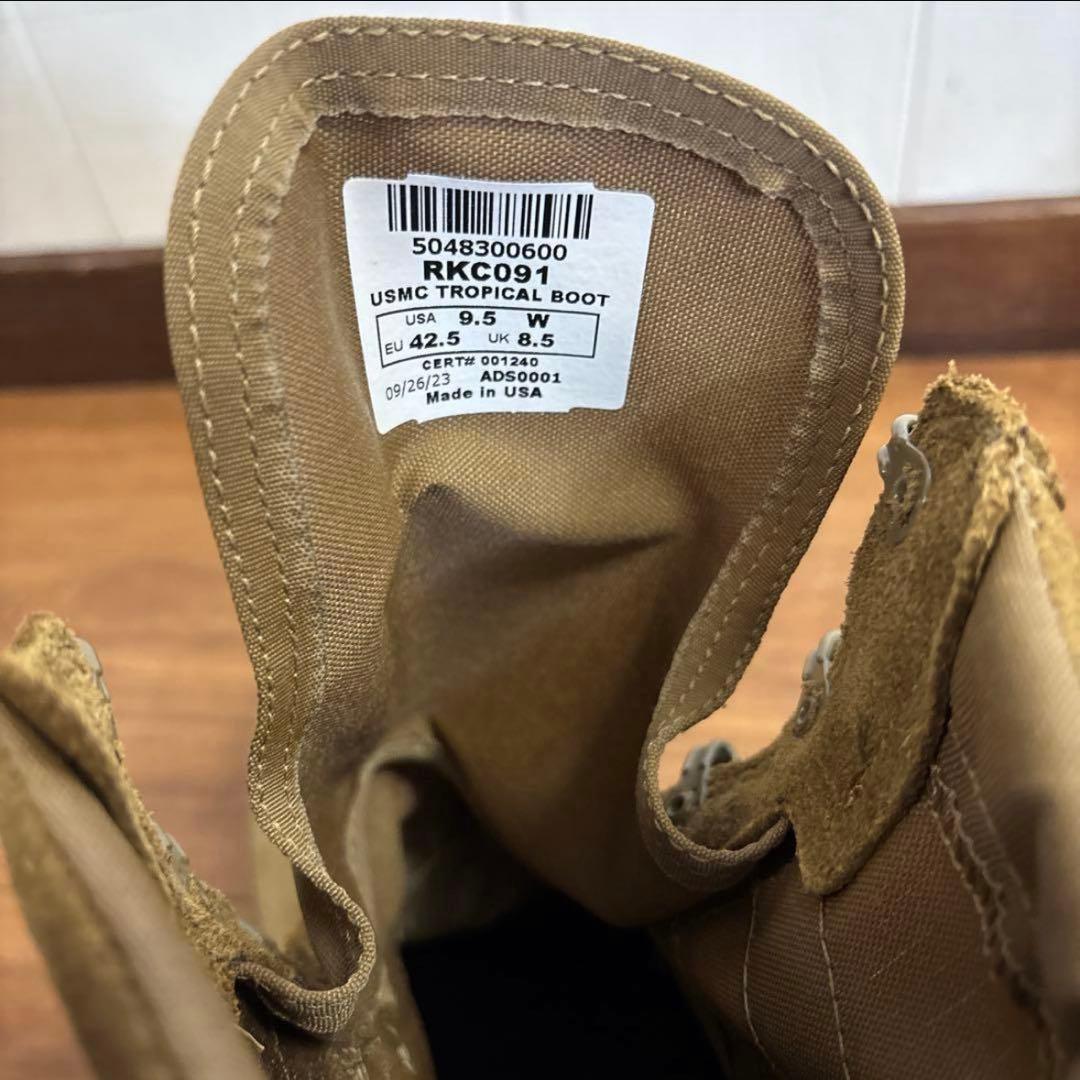 5048300600
RKC091
USMC TROPICAL BOOT
USA 9.5 W
EU 42.5 UK 8.5
CERT# 001240
09/26/23 ADS0001
Made in USA